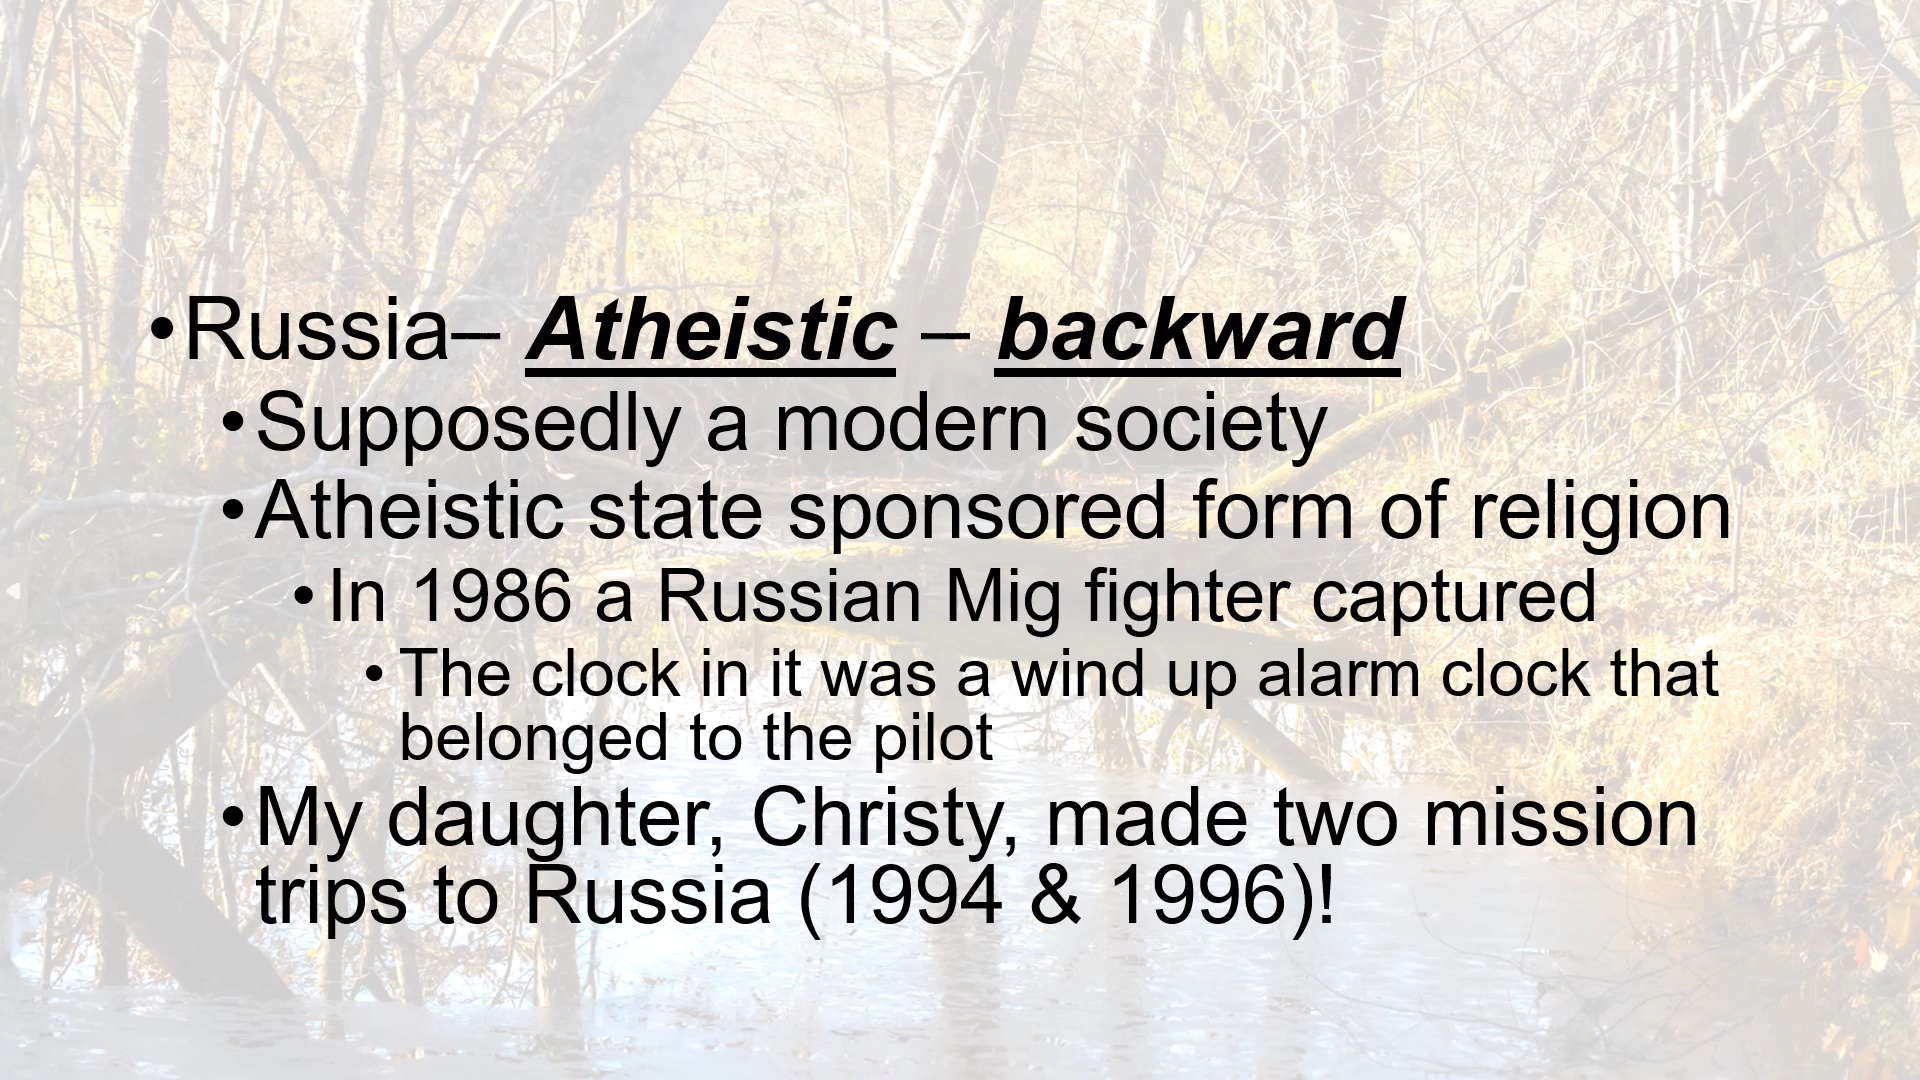 •Russia– Atheistic – backward
•Supposedly a modern society
•Atheistic state sponsored form of religion
•In 1986 a Russian Mig fighter captured
•The clock in it was a wind up alarm clock that
belonged to the pilot
•My daughter, Christy, made two mission
trips to Russia (1994 & 1996)!